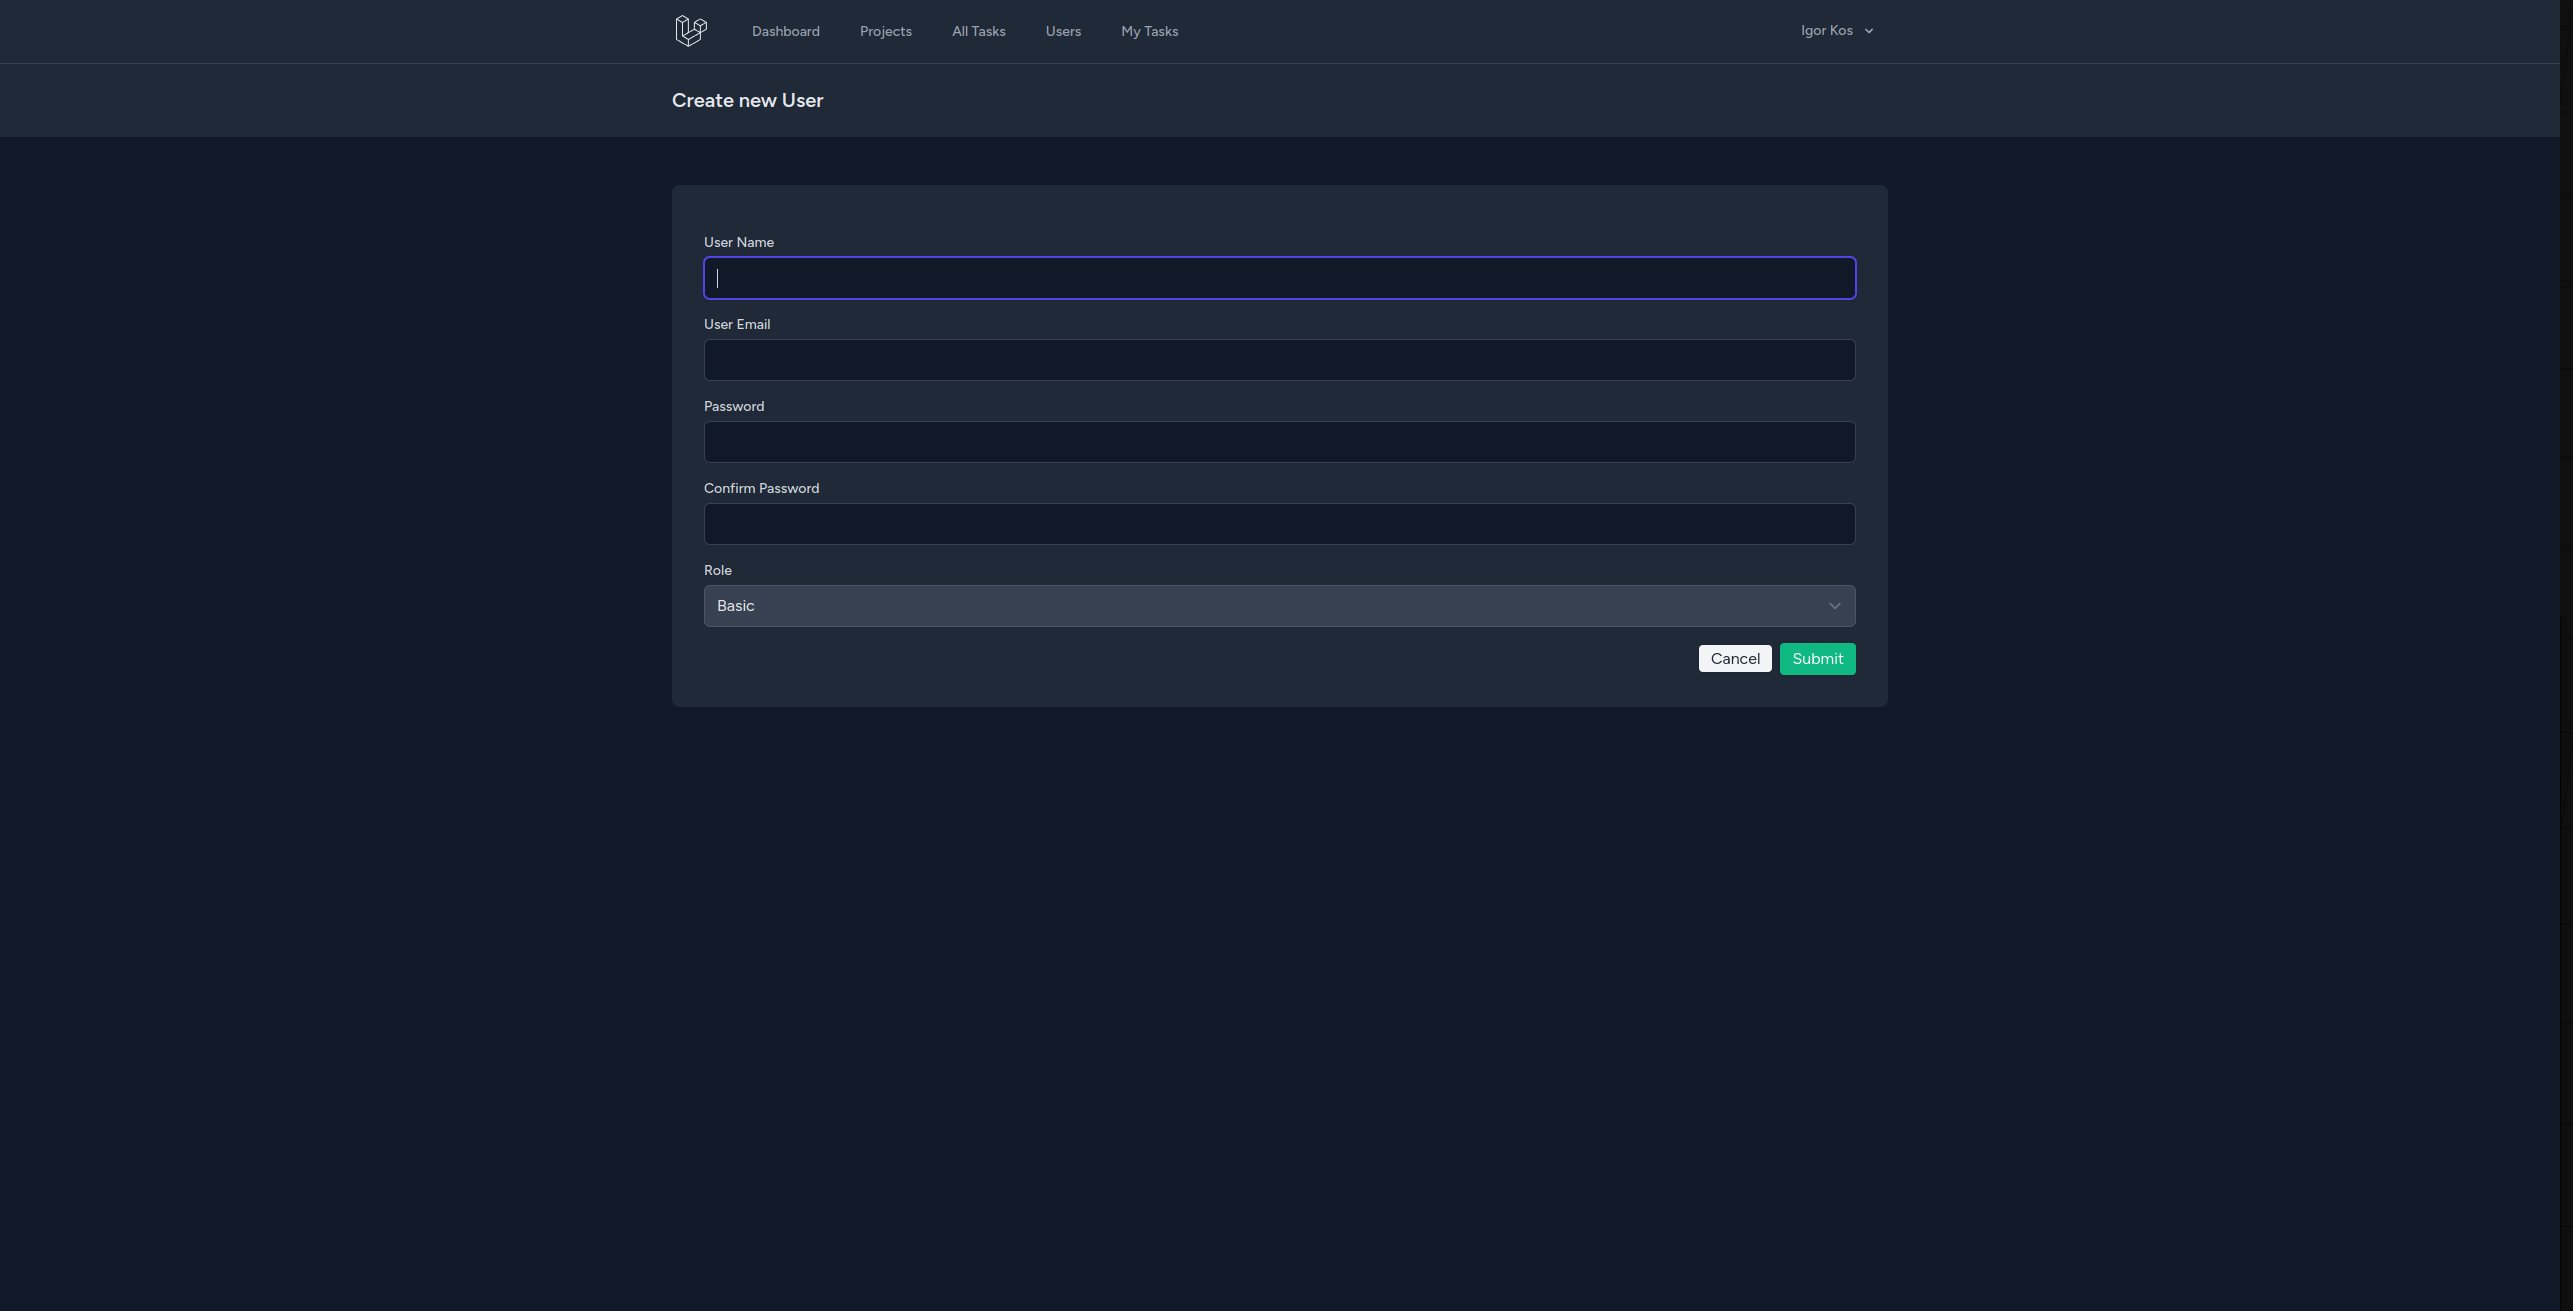 Dashboard Projects All Tasks Users My Tasks Igor Kos
Create new User
User Name
User Email
Password
Confirm Password
Role
Basic
Cancel Submit